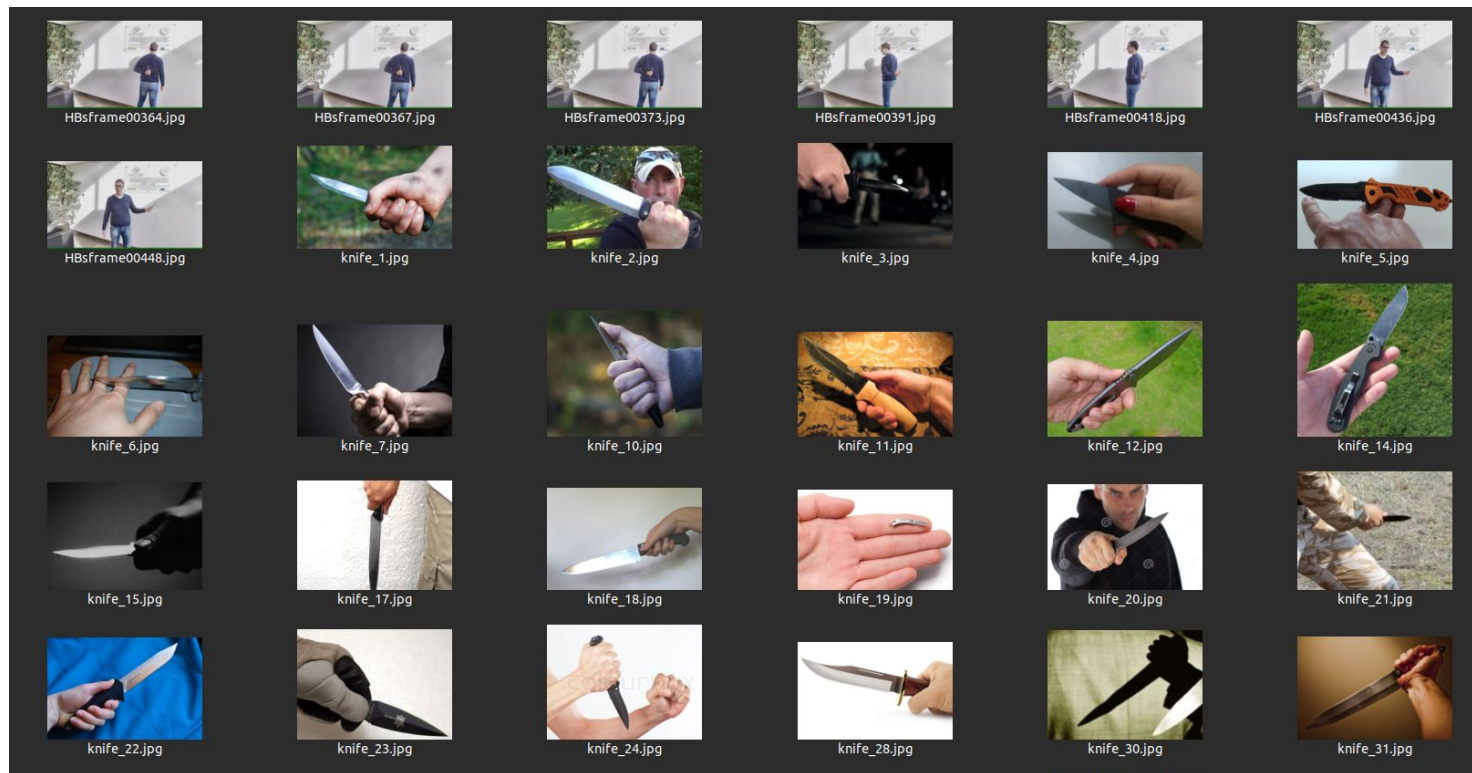 HBsframe00364.jpg
HBsframe00367.jpg
HBsframe00373.jpg
HBsframe00391.jpg
HBsframe00418.jpg
HBsframe00436.jpg
HBsframe00448.jpg
knife_1.jpg
knife_2.jpg
knife_3.jpg
knife_4.jpg
knife_5.jpg
knife_6.jpg
knife_7.jpg
knife_10.jpg
knife_11.jpg
knife_12.jpg
knife_14.jpg
knife_15.jpg
knife_17.jpg
knife_18.jpg
knife_19.jpg
knife_20.jpg
knife_21.jpg
knife_22.jpg
knife_23.jpg
knife_24.jpg
knife_28.jpg
knife_30.jpg
knife_31.jpg